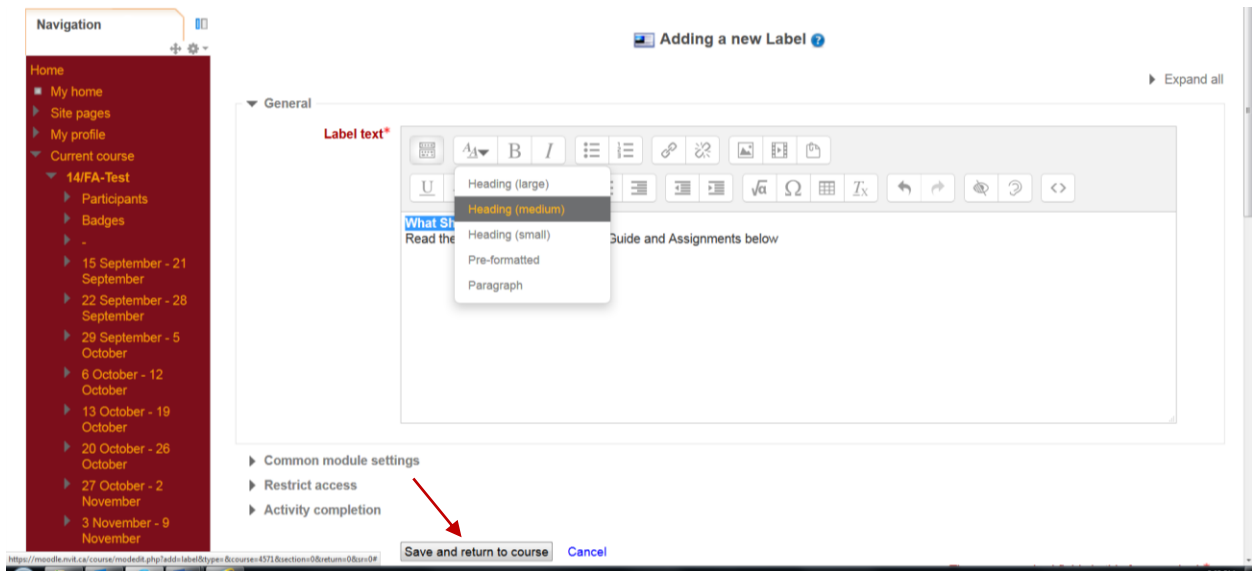 Navigation
Adding a new Label
Home
My home
Site pages
My profile
Current course
14/FA-Test
Participants
Badges
-
15 September - 21
September
22 September - 28
September
29 September - 5
October
6 October - 12
October
13 October - 19
October
20 October - 26
October
27 October - 2
November
3 November - 9
November
Expand all
General
Label text*
B I
U
Heading (large)
Heading (medium)
Heading (small)
Pre-formatted
Paragraph
What Sh
Read the Guide and Assignments below
Common module settings
Restrict access
Activity completion
Save and return to course Cancel
https://moodle.nvit.ca/course/modedit.php?add=label&type=&course=4571&section=0&return=0&sr=0#